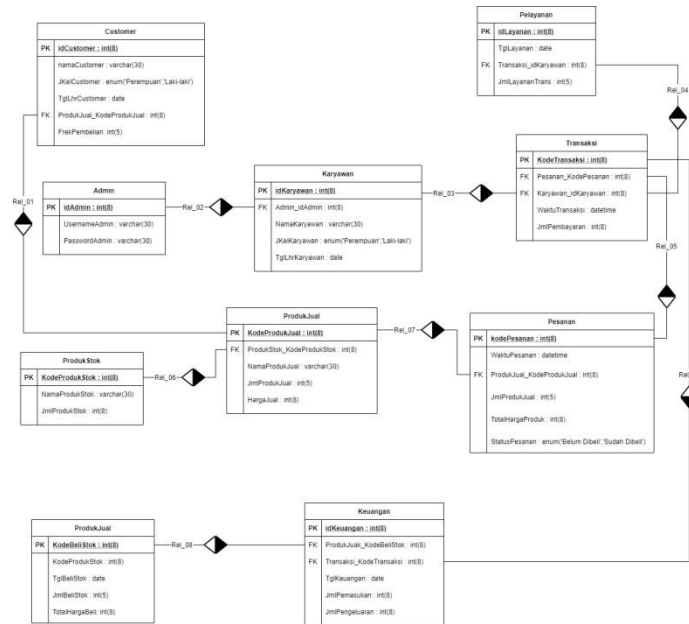 Customer
PK idCustomer : int(8)
namaCustomer : varchar(30)
JKelCustomer : enum('Perempuan','Laki-laki')
TglLhrCustomer : date
FK ProdukJual_KodeProdukJual : int(8)
FrekPembelian : int(5)
Pelayanan
PK idLayanan : int(8)
TglLayanan : date
FK Transaksi_idKaryawan : int(8)
JmlLayananTrans : int(5)
Rel_04
Transaksi
PK KodeTransaksi : int(8)
FK Pesanan_KodePesanan : int(8)
FK Karyawan_idKaryawan : int(8)
WaktuTransaksi : datetime
JmlPembayaran : int(8)
Rel_01
Admin
PK idAdmin : int(8)
UsernameAdmin : varchar(30)
PasswordAdmin : varchar(30)
Rel_02
Karyawan
PK idKaryawan : int(8)
FK Admin_idAdmin : int(8)
NamaKaryawan : varchar(30)
JKelKaryawan : enum('Perempuan','Laki-laki')
TglLhrKaryawan : date
Rel_03
Rel_05
ProdukJual
PK KodeProdukJual : int(8)
FK ProdukStok_KodeProdukStok : int(8)
NamaProdukJual : varchar(30)
JmlProdukJual : int(5)
HargaJual : int(8)
Rel_07
Pesanan
PK kodePesanan : int(8)
WaktuPesanan : datetime
FK ProdukJual_KodeProdukJual : int(8)
JmlProdukJual : int(5)
TotalHargaProduk : int(8)
StatusPesanan : enum('Belum Dibeli','Sudah Dibeli')
ProdukStok
PK KodeProdukStok : int(8)
NamaProdukStok : varchar(30)
JmlProdukStok : int(8)
Rel_06
Rel
ProdukJual
PK KodeBeliStok : int(8)
KodeProdukStok : int(8)
TglBeliStok : date
JmlBeliStok : int(5)
TotalHargaBeli : int(8)
Rel_08
Keuangan
PK idKeuangan : int(8)
FK ProdukJuak_KodeBeliStok : int(8)
FK Transaksi_KodeTransaksi : int(8)
TglKeuangan : date
JmlPemasukan : int(8)
JmlPengeluaran : int(8)